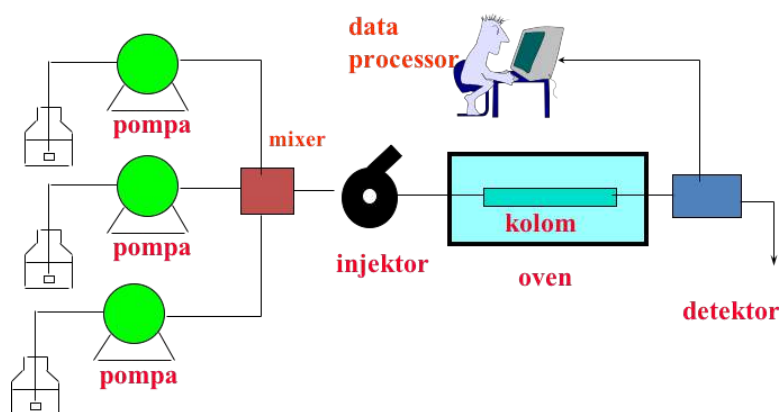 data
processor
pompa
mixer
pompa
injektor
kolom
oven
detektor
pompa